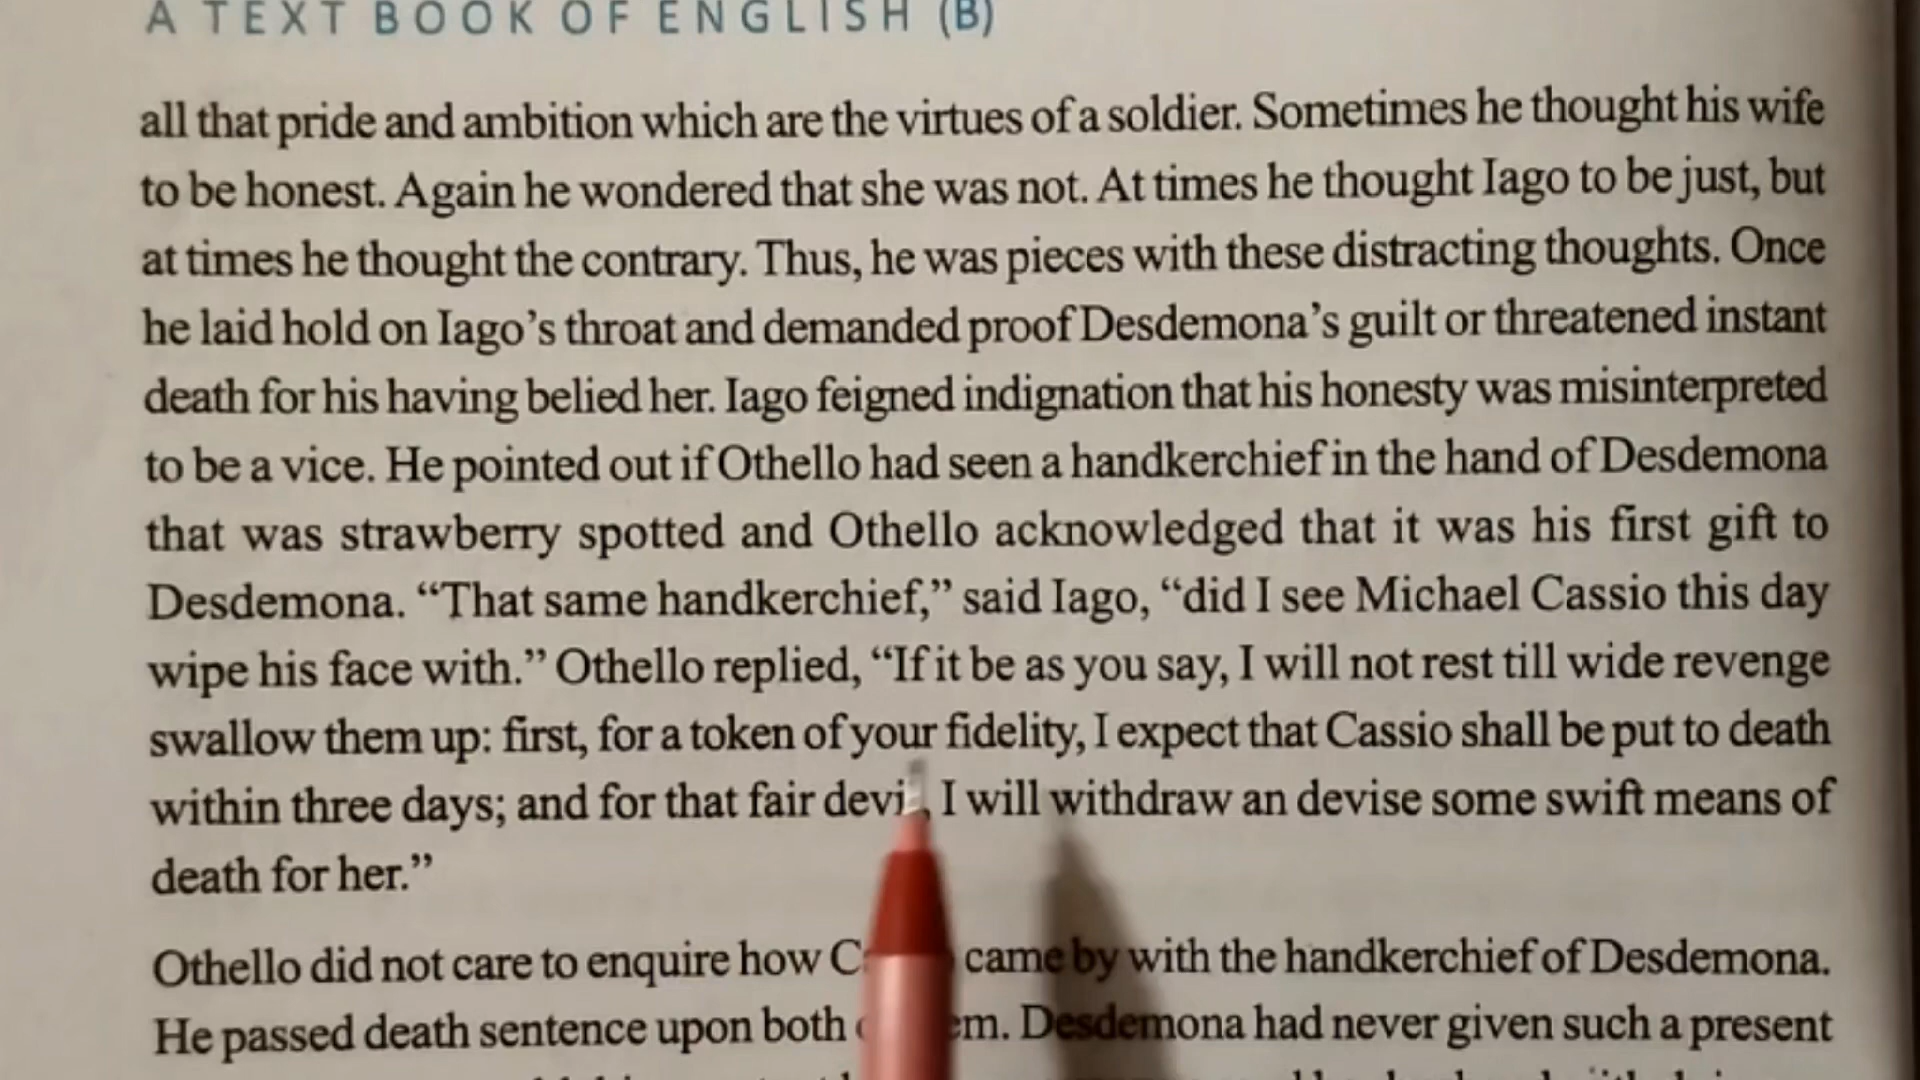 A TEXT BOOK OF ENGLISH (B)
all that pride and ambition which are the virtues of a soldier. Sometimes he thought his wife
to be honest. Again he wondered that she was not. At times he thought Iago to be just, but
at times he thought the contrary. Thus, he was pieces with these distracting thoughts. Once
he laid hold on Iago’s throat and demanded proof Desdemona’s guilt or threatened instant
death for his having belied her. Iago feigned indignation that his honesty was misinterpreted
to be a vice. He pointed out if Othello had seen a handkerchief in the hand of Desdemona
that was strawberry spotted and Othello acknowledged that it was his first gift to
Desdemona. “That same handkerchief,” said Iago, “did I see Michael Cassio this day
wipe his face with.” Othello replied, “If it be as you say, I will not rest till wide revenge
swallow them up: first, for a token of your fidelity, I expect that Cassio shall be put to death
within three days; and for that fair I will withdraw an devise some swift means of
death for her.”
Othello did not care to enquire how came by with the handkerchief of Desdemona.
He passed death sentence upon both Desdemona had never given such a present